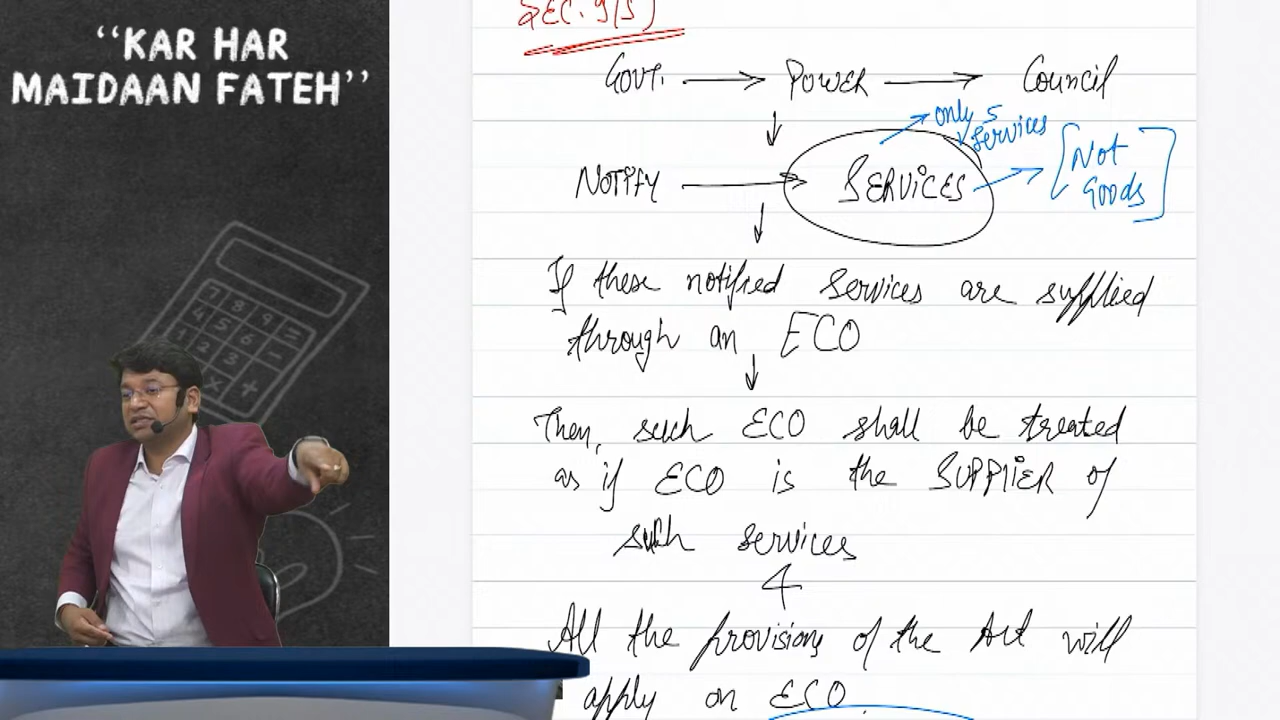 “KAR HAR
MAIDAAN FATEH”
SEC. 9(5)
GOVT. → POWER → Council
only 5
services
NOTIFY → SERVICES
[Not
Goods]
If these notified services are supplied
through an ECO
Then, such ECO shall be treated
as if ECO is the SUPPLIER of
such services
&
All the provisions of the Act will
apply on ECO.